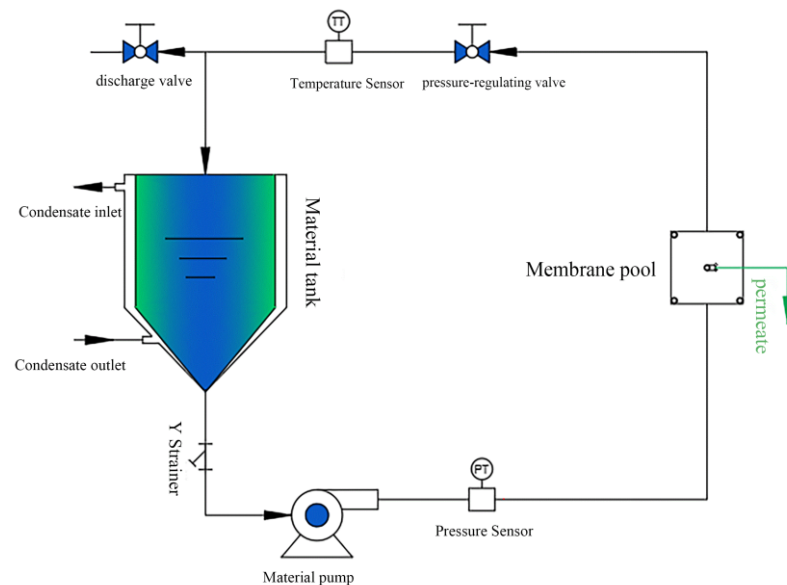 TT
discharge valve
Temperature Sensor
pressure-regulating valve
Condensate inlet
Material tank
Membrane pool
permeate
Condensate outlet
Y Strainer
PT
Pressure Sensor
Material pump